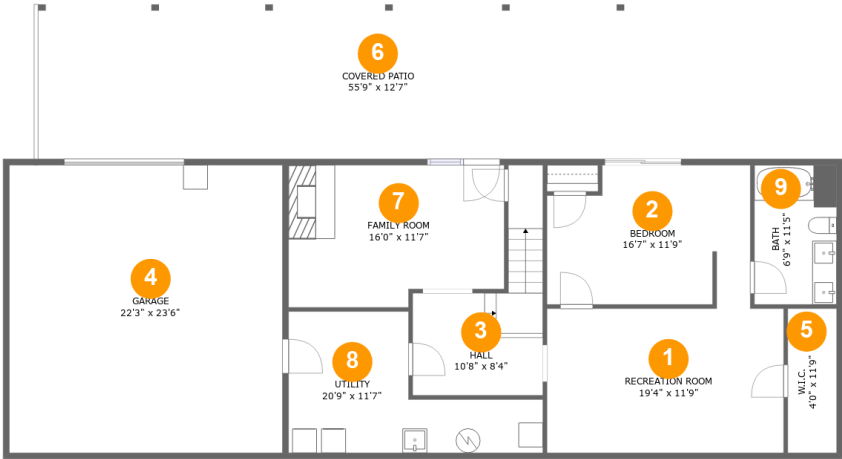 6
COVERED PATIO
55'9" x 12'7"
7
FAMILY ROOM
16'0" x 11'7"
2
BEDROOM
16'7" x 11'9"
9
BATH
6'9" x 11'5"
4
GARAGE
22'3" x 23'6"
3
HALL
10'8" x 8'4"
8
UTILITY
20'9" x 11'7"
1
RECREATION ROOM
19'4" x 11'9"
5
W.I.C.
4'0" x 11'9"